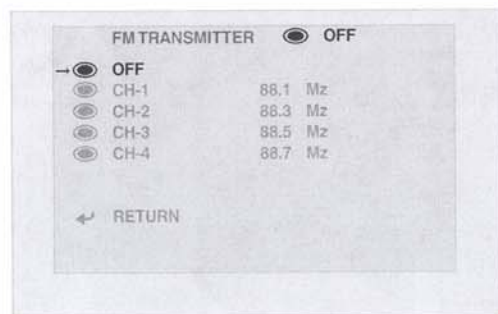 FM TRANSMITTER OFF
OFF
CH-1 88.1 Mz
CH-2 88.3 Mz
CH-3 88.5 Mz
CH-4 88.7 Mz
RETURN